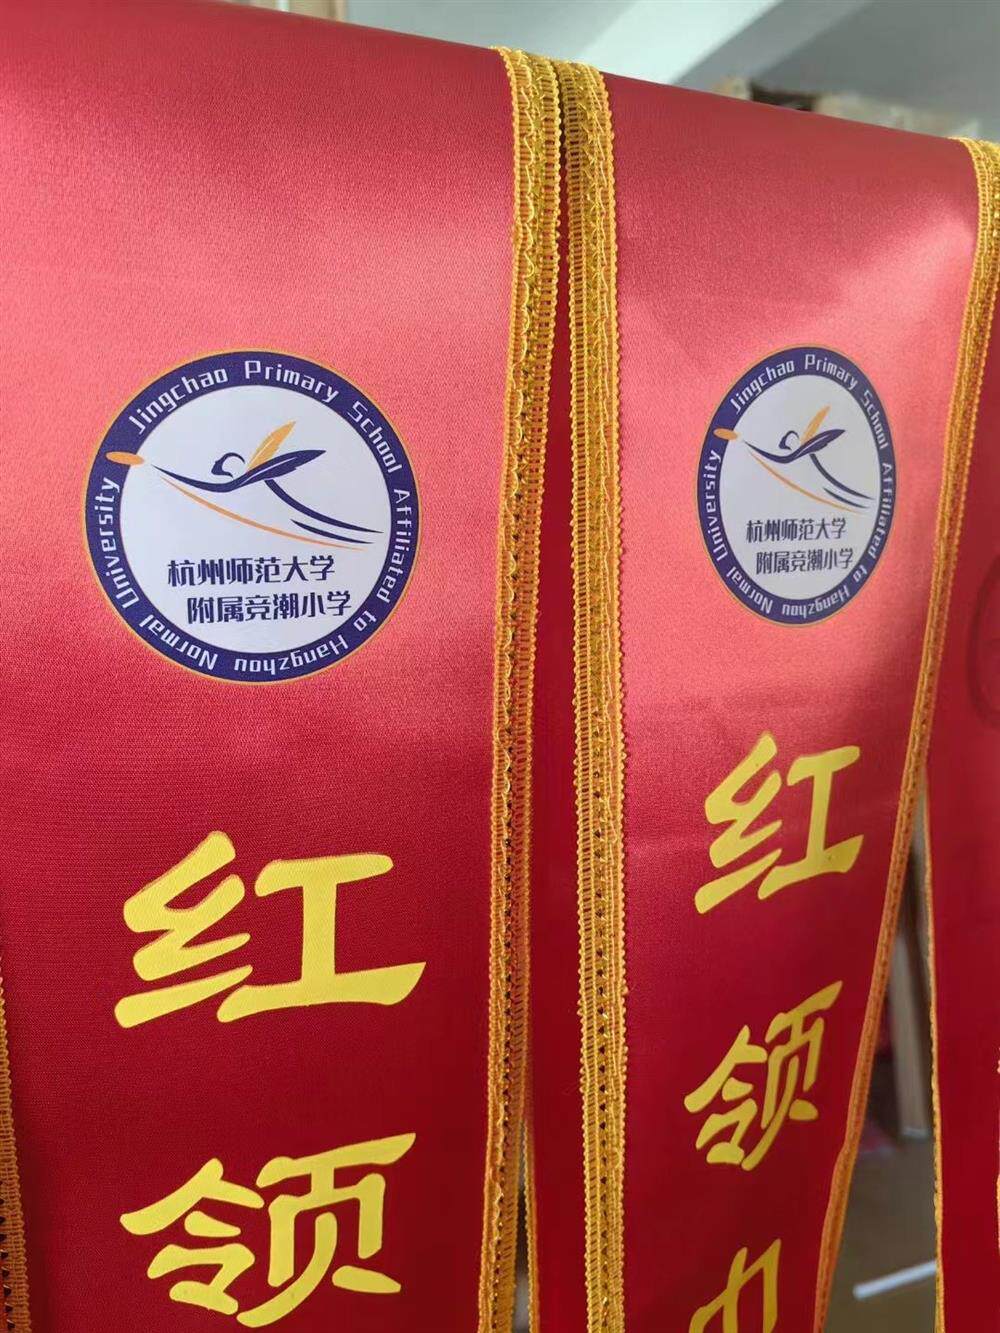 Jingchao Primary School Affiliated to Hangzhou Normal University
杭州师范大学
附属竞潮小学
红
领
Jingchao Primary School Affiliated to Hangzhou Normal University
杭州师范大学
附属竞潮小学
红
领
巾